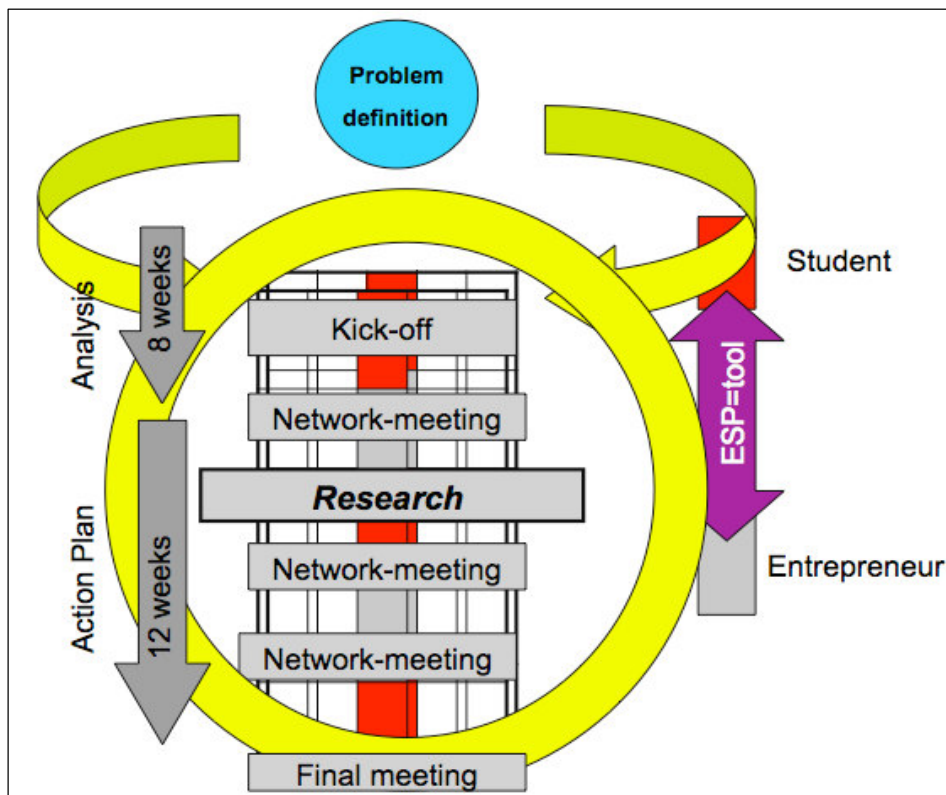 Problem
definition
Student
Analysis
8 weeks
Kick-off
Network-meeting
ESP=tool
Research
Network-meeting
Entrepreneur
Action Plan
12 weeks
Network-meeting
Final meeting